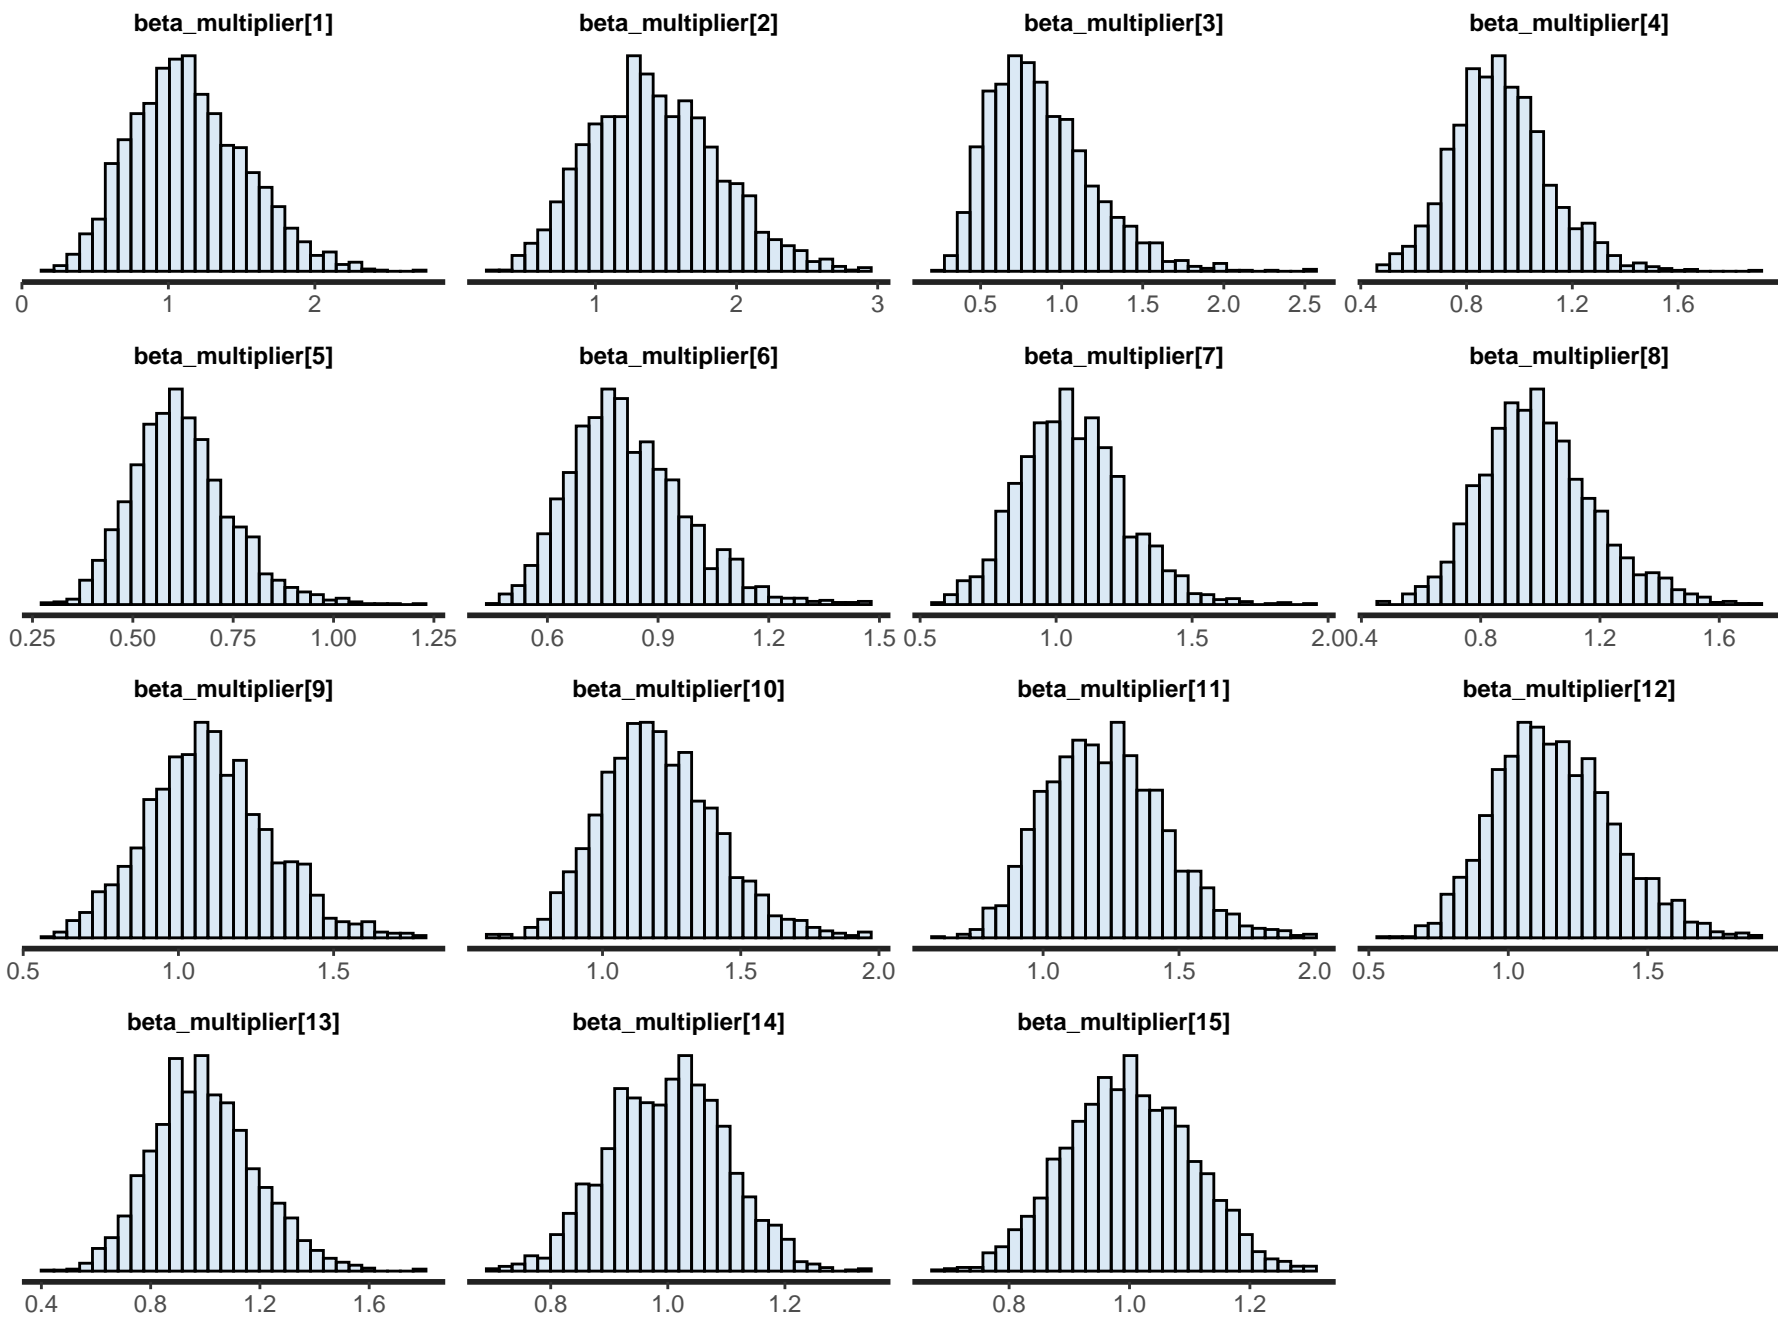 beta_multiplier[1] beta_multiplier[2] beta_multiplier[3] beta_multiplier[4]
0 1 2 1 2 3 0.5 1.0 1.5 2.0 2.5 0.4 0.8 1.2 1.6
beta_multiplier[5] beta_multiplier[6] beta_multiplier[7] beta_multiplier[8]
0.25 0.50 0.75 1.00 1.25 0.6 0.9 1.2 1.5 0.5 1.0 1.5 2.0 0.4 0.8 1.2 1.6
beta_multiplier[9] beta_multiplier[10] beta_multiplier[11] beta_multiplier[12]
0.5 1.0 1.5 1.0 1.5 2.0 1.0 1.5 2.0 0.5 1.0 1.5
beta_multiplier[13] beta_multiplier[14] beta_multiplier[15]
0.4 0.8 1.2 1.6 0.8 1.0 1.2 0.8 1.0 1.2